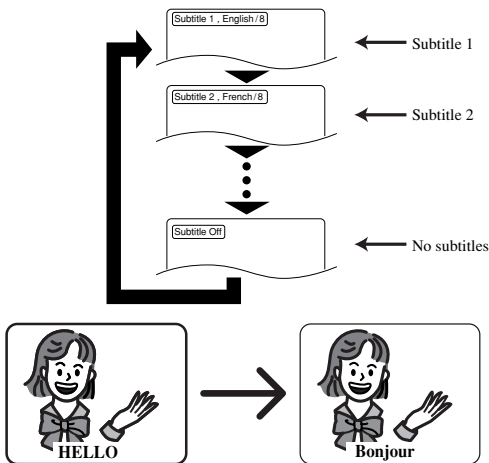 Subtitle 1 , English / 8
Subtitle 1
Subtitle 2 , French / 8
Subtitle 2
Subtitle Off
No subtitles
HELLO
Bonjour